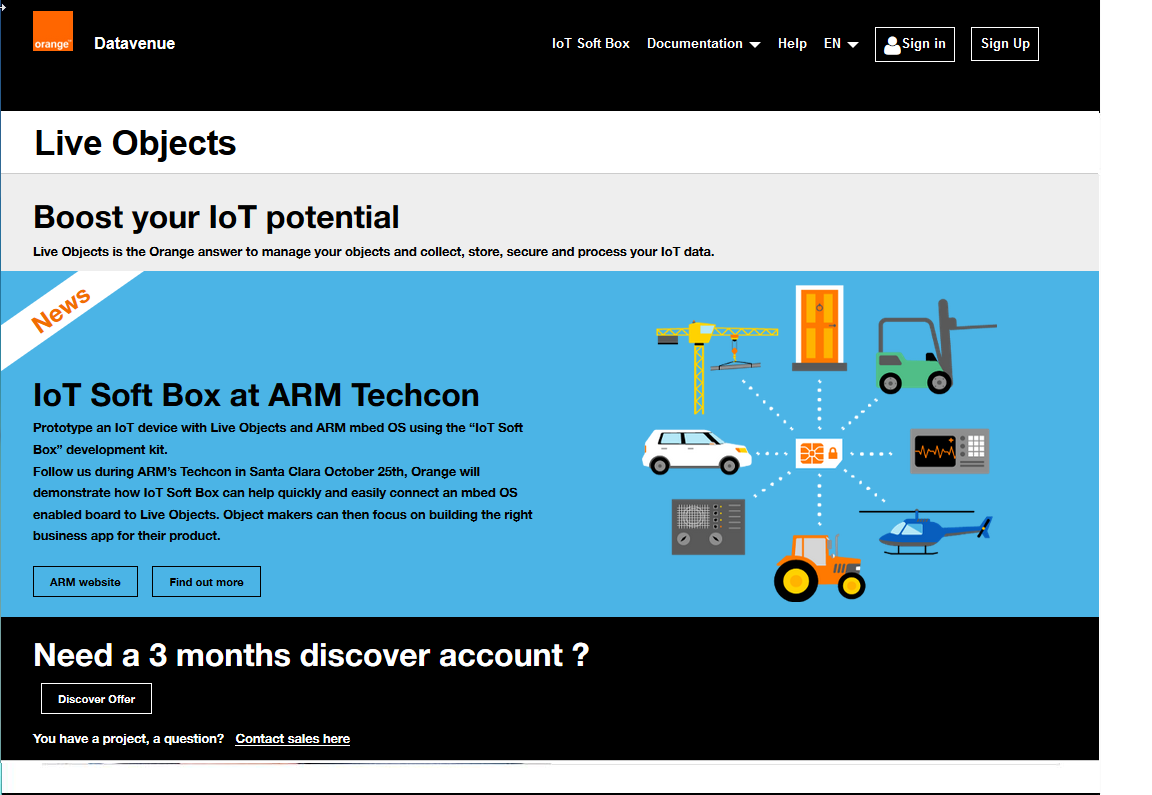 orange™
Datavenue
IoT Soft Box Documentation Help EN Sign in Sign Up
Live Objects
Boost your IoT potential
Live Objects is the Orange answer to manage your objects and collect, store, secure and process your IoT data.
News
IoT Soft Box at ARM Techcon
Prototype an IoT device with Live Objects and ARM mbed OS using the “IoT Soft
Box” development kit.
Follow us during ARM’s Techcon in Santa Clara October 25th, Orange will
demonstrate how IoT Soft Box can help quickly and easily connect an mbed OS
enabled board to Live Objects. Object makers can then focus on building the right
business app for their product.
ARM website Find out more
Need a 3 months discover account ?
Discover Offer
You have a project, a question? Contact sales here